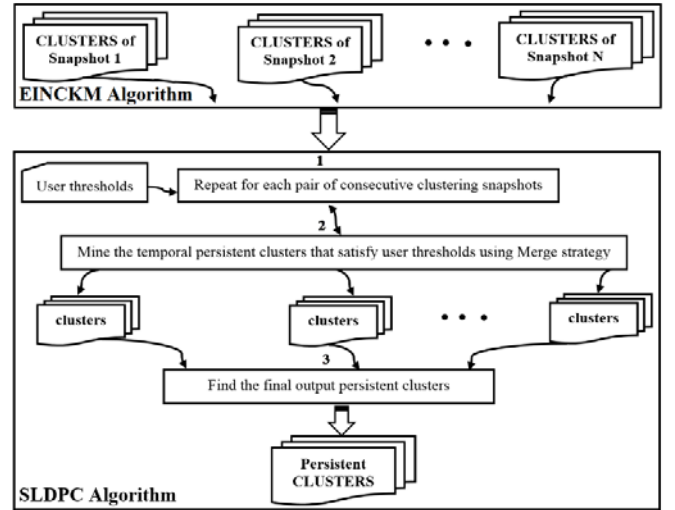 CLUSTERS of
Snapshot 1
CLUSTERS of
Snapshot 2
• • •
CLUSTERS of
Snapshot N
EINCKM Algorithm
1
User thresholds
Repeat for each pair of consecutive clustering snapshots
2
Mine the temporal persistent clusters that satisfy user thresholds using Merge strategy
clusters
clusters
• • •
clusters
3
Find the final output persistent clusters
Persistent
CLUSTERS
SLDPC Algorithm